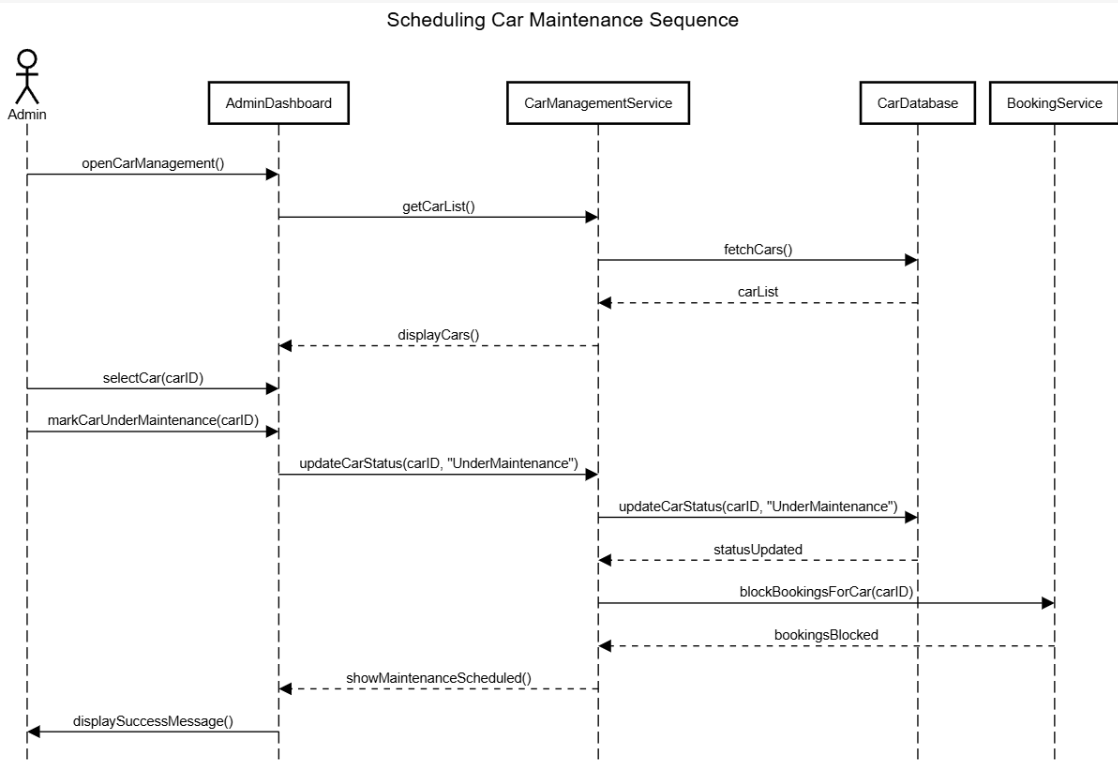 Scheduling Car Maintenance Sequence
Admin
AdminDashboard
CarManagementService
CarDatabase
BookingService
openCarManagement()
getCarList()
fetchCars()
carList
displayCars()
selectCar(carID)
markCarUnderMaintenance(carID)
updateCarStatus(carID, "UnderMaintenance")
updateCarStatus(carID, "UnderMaintenance")
statusUpdated
blockBookingsForCar(carID)
bookingsBlocked
showMaintenanceScheduled()
displaySuccessMessage()